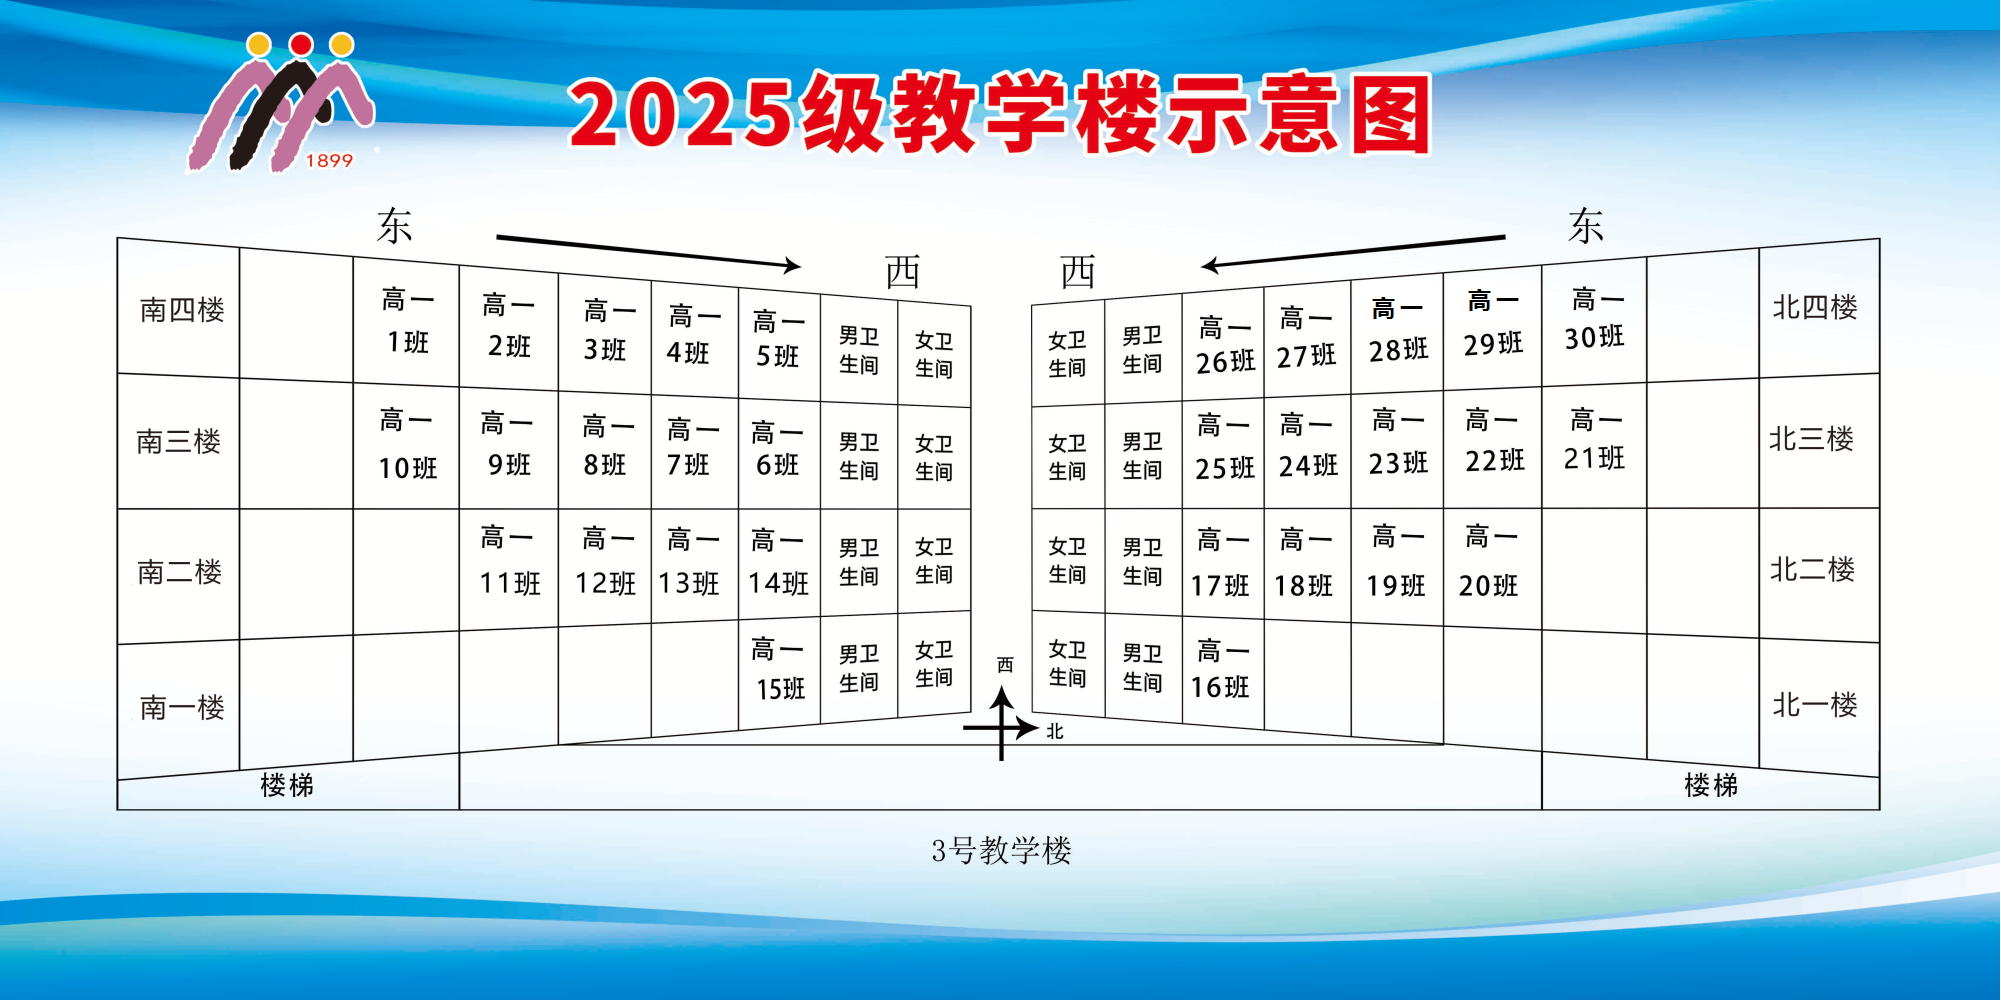 1899
2025级教学楼示意图
东
西
西
东
南四楼
高一
1班
高一
2班
高一
3班
高一
4班
高一
5班
男卫
生间
女卫
生间
女卫
生间
男卫
生间
高一
26班
高一
27班
高一
28班
高一
29班
高一
30班
北四楼
南三楼
高一
10班
高一
9班
高一
8班
高一
7班
高一
6班
男卫
生间
女卫
生间
女卫
生间
男卫
生间
高一
25班
高一
24班
高一
23班
高一
22班
高一
21班
北三楼
南二楼
高一
11班
高一
12班
高一
13班
高一
14班
男卫
生间
女卫
生间
女卫
生间
男卫
生间
高一
17班
高一
18班
高一
19班
高一
20班
北二楼
南一楼
高一
15班
男卫
生间
女卫
生间
西
北
女卫
生间
男卫
生间
高一
16班
北一楼
楼梯
楼梯
3号教学楼